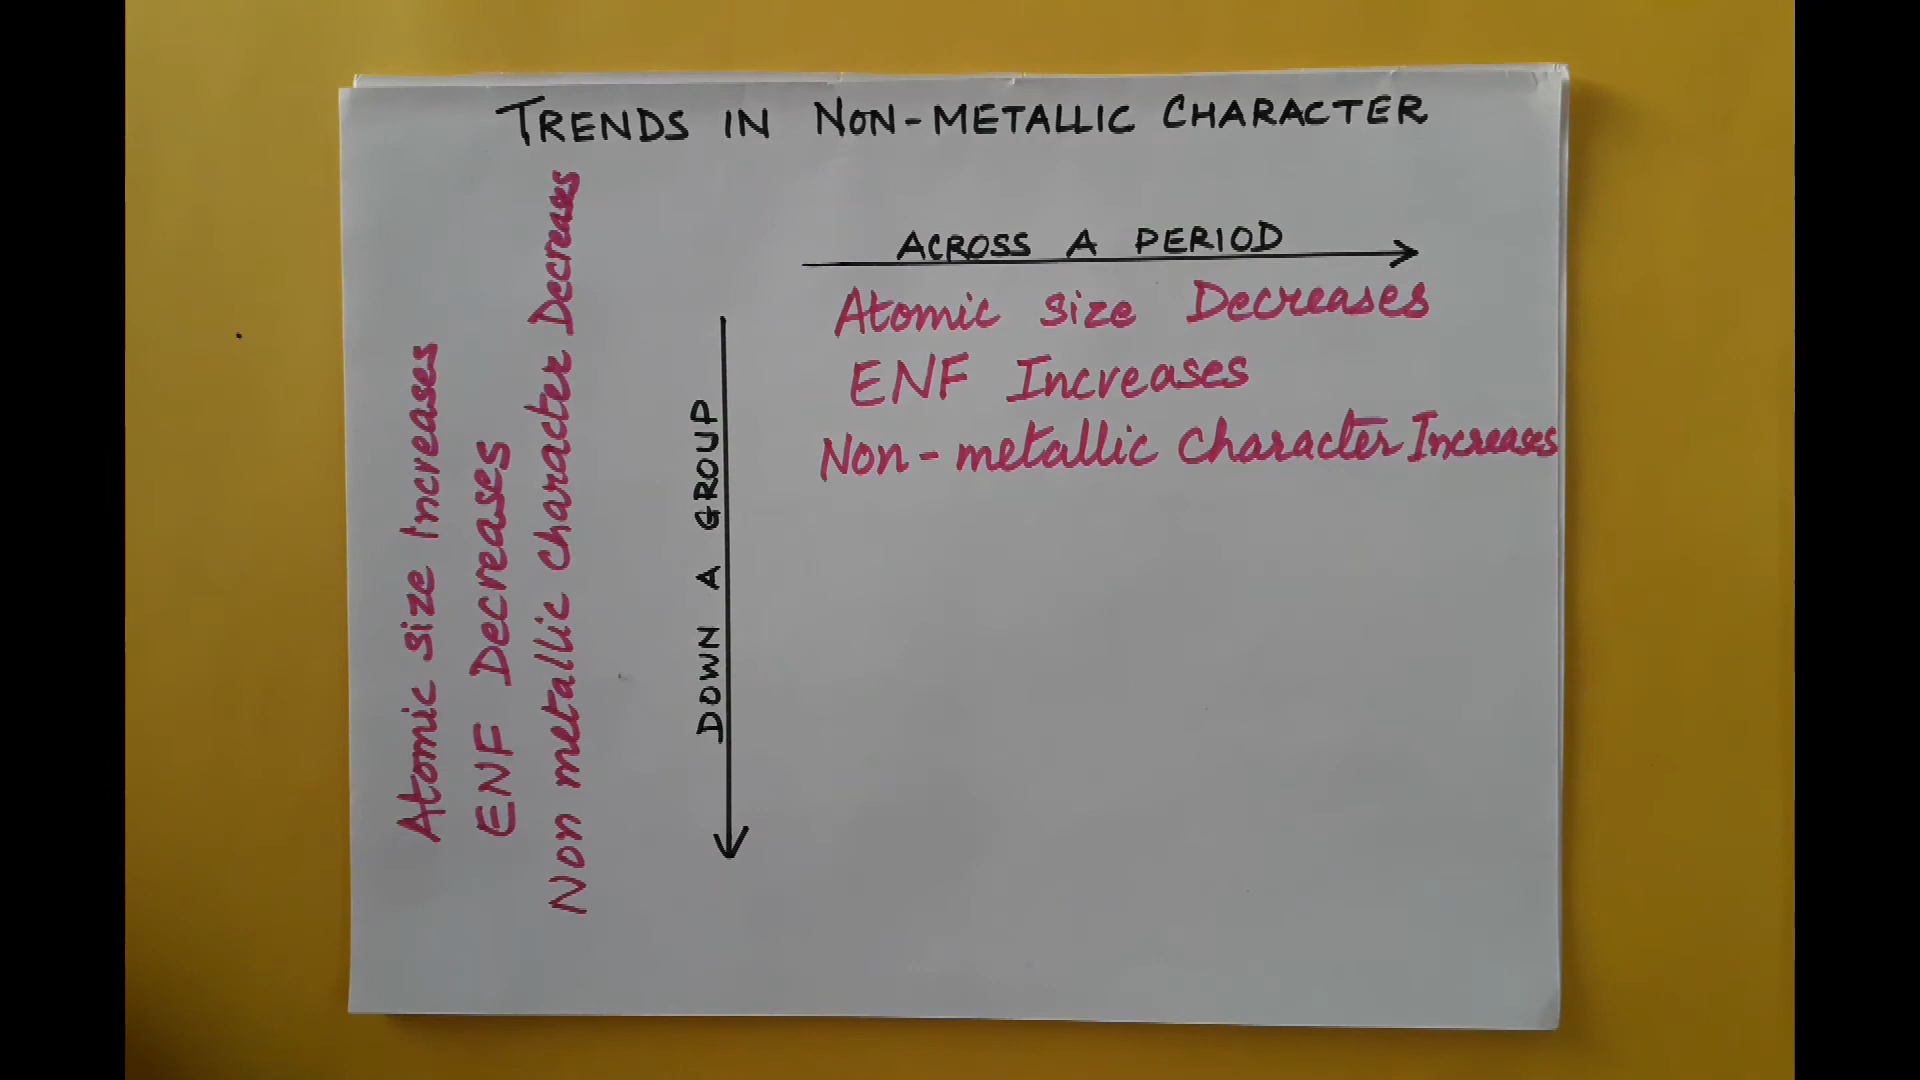 TRENDS IN NON-METALLIC CHARACTER
ACROSS A PERIOD
Atomic size Decreases
ENF Increases
Non-metallic character Increases
DOWN A GROUP
Atomic size Increases
ENF Decreases
Non metallic character Decreases